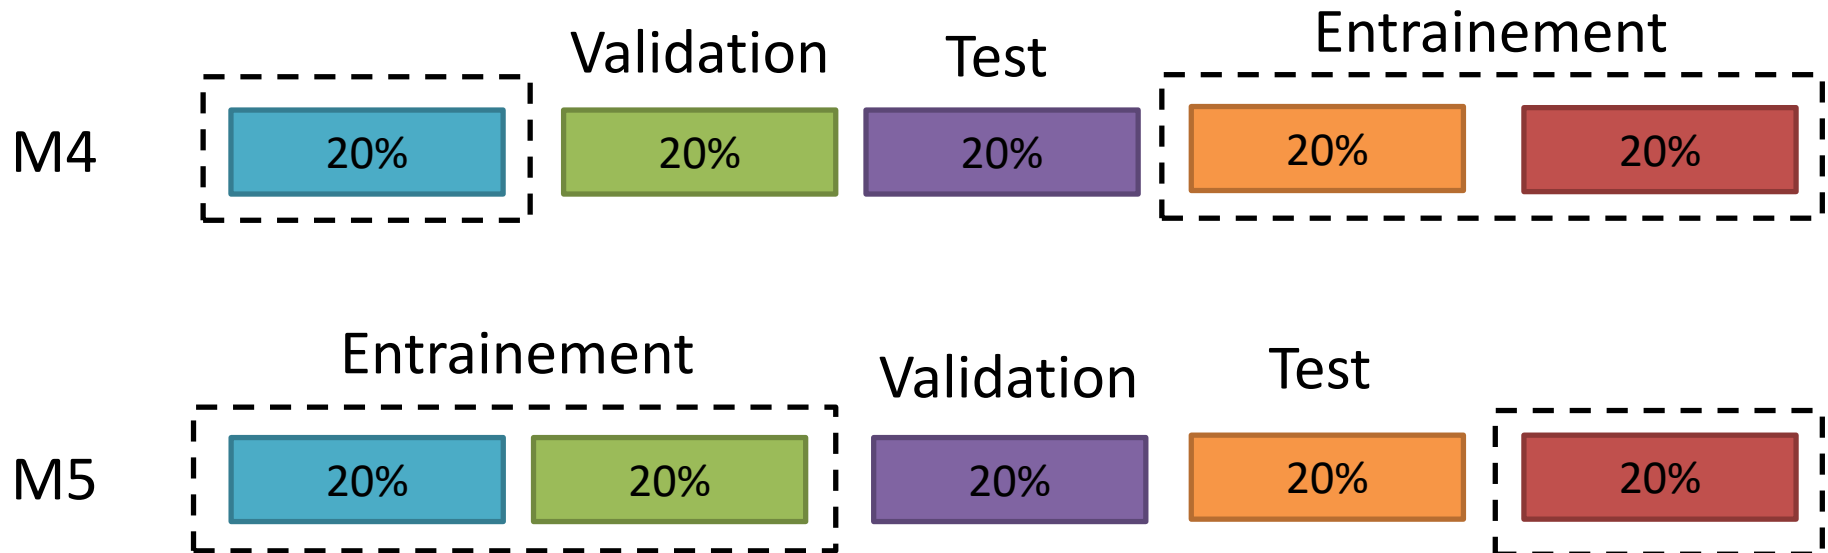 Validation Test Entrainement
M4 20% 20% 20% 20% 20%
Entrainement Validation Test
M5 20% 20% 20% 20% 20%